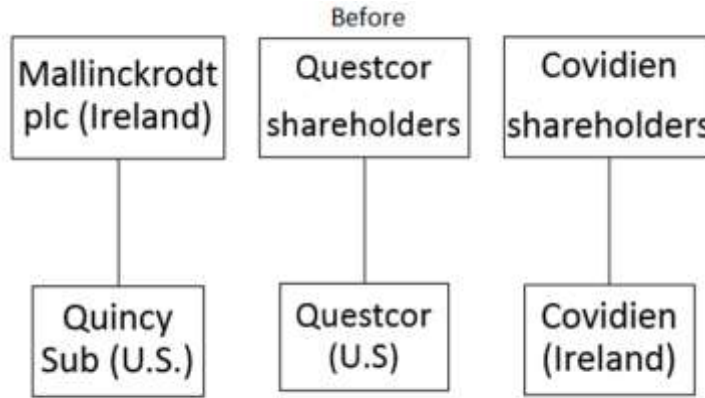 Before
Mallinckrodt
plc (Ireland)
Questcor
shareholders
Covidien
shareholders
Quincy
Sub (U.S.)
Questcor
(U.S)
Covidien
(Ireland)